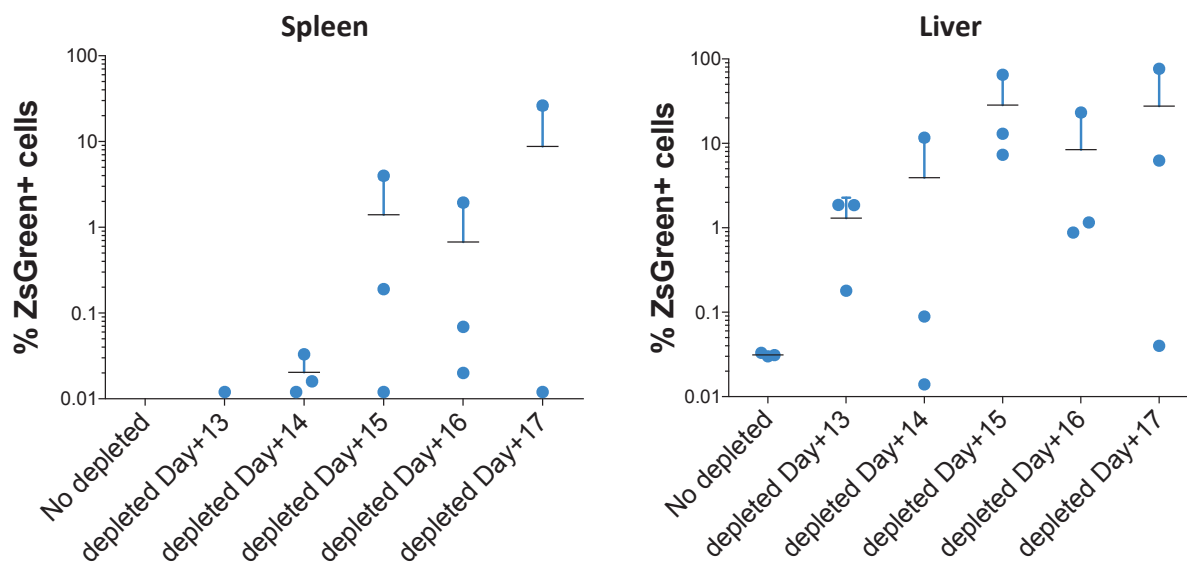 Spleen
% ZsGreen+ cells
100
10
1
0.1
0.01
No depleted
depleted Day+13
depleted Day+14
depleted Day+15
depleted Day+16
depleted Day+17
Liver
% ZsGreen+ cells
100
10
1
0.1
0.01
No depleted
depleted Day+13
depleted Day+14
depleted Day+15
depleted Day+16
depleted Day+17